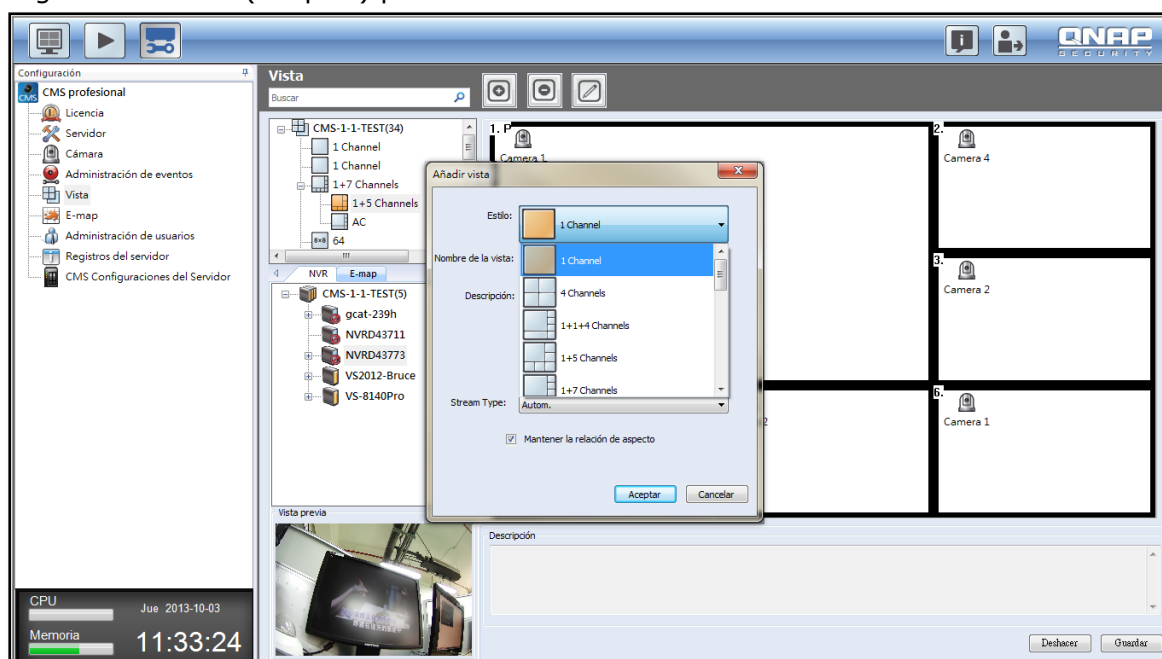 QNAP
SECURITY
Configuración
CMS profesional
Licencia
Servidor
Cámara
Administración de eventos
Vista
E-map
Administración de usuarios
Registros del servidor
CMS Configuraciones del Servidor
CPU
Jue 2013-10-03
Memoria
11:33:24
Vista
Buscar
CMS-1-1-TEST(34)
1 Channel
1 Channel
1+7 Channels
1+5 Channels
AC
8x8 64
NVR E-map
CMS-1-1-TEST(5)
gcat-239h
NVRD43711
NVRD43773
VS2012-Bruce
VS-8140Pro
Vista previa
1. P
Camera 1
2.
Camera 4
3.
Camera 2
6.
Camera 1
Añadir vista
Estilo:
1 Channel
Nombre de la vista:
1 Channel
Descripción:
4 Channels
1+1+4 Channels
1+5 Channels
1+7 Channels
Stream Type:
Autom.
Mantener la relación de aspecto
Aceptar
Cancelar
Descripción
Deshacer
Guardar